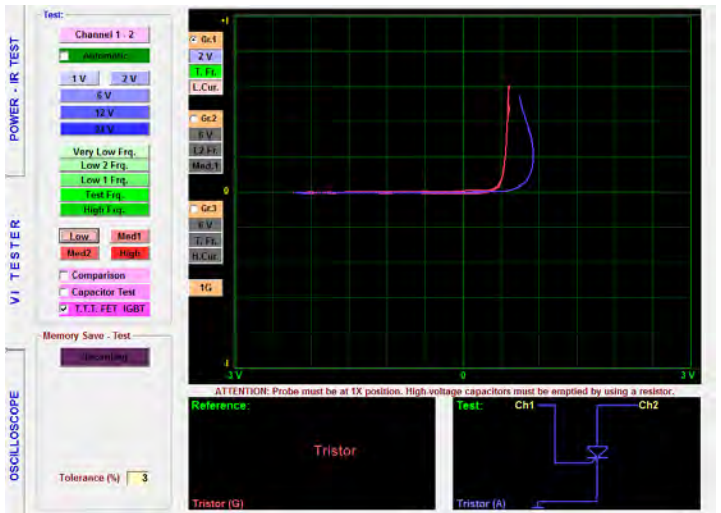 Test:
Channel 1 - 2
Automatic
1 V
2 V
6 V
12 V
24 V
Very Low Frq.
Low 2 Frq.
Low 1 Frq.
Test Frq.
High Frq.
Low
Med1
Med2
High
Comparison
Capacitor Test
T.T.T. FET IGBT
Memory Save - Test
Recording
Tolerance (%) 3
POWER - IR TEST
VI TESTER
OSCILLOSCOPE
Gr.1
2 V
T. Fr.
L.Cur.
Gr.2
6 V
L2 Fr.
Med.1
Gr.3
6 V
T. Fr.
H.Cur.
1G
+I
0
-I
-3 V
0
3 V
ATTENTION: Probe must be at 1X position. High-voltage capacitors must be emptied by using a resistor.
Reference:
Tristor
Tristor (G)
Test:
Ch1
Ch2
Tristor (A)